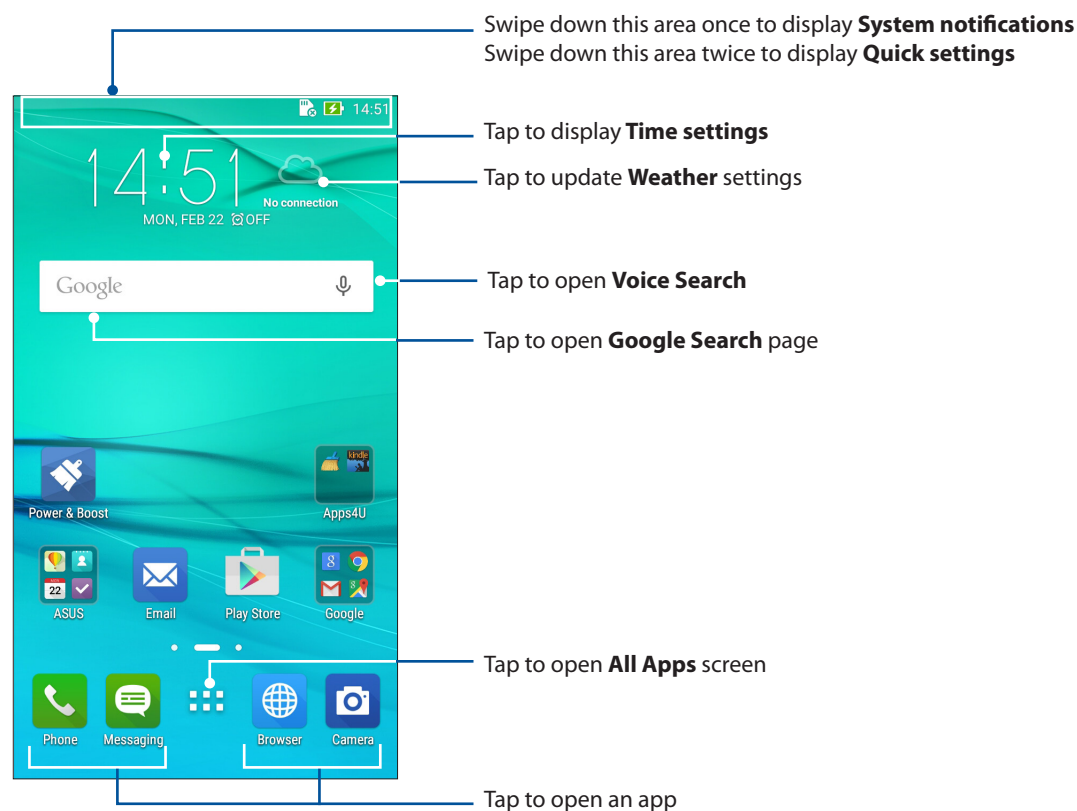 Swipe down this area once to display System notifications
Swipe down this area twice to display Quick settings
14:51
Tap to display Time settings
14:51
Tap to update Weather settings
No connection
MON, FEB 22 OFF
Google
Tap to open Voice Search
Tap to open Google Search page
kindle
Power & Boost
Apps4U
22
8
8
ASUS
Email
Play Store
Google
Tap to open All Apps screen
Phone
Messaging
Browser
Camera
Tap to open an app